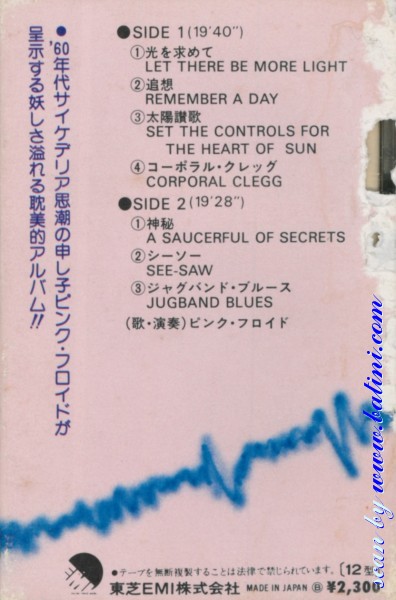 ●'60年代サイケデリア思潮の申し子ピンク・フロイドが
呈示する妖しさ溢れる耽美的アルバム!!
●SIDE 1 (19'40")
①光を求めて
LET THERE BE MORE LIGHT
②追想
REMEMBER A DAY
③太陽讃歌
SET THE CONTROLS FOR
THE HEART OF SUN
④コーポラル・クレッグ
CORPORAL CLEGG
●SIDE 2 (19'28")
①神秘
A SAUCERFUL OF SECRETS
②シーソー
SEE-SAW
③ジャグバンド・ブルース
JUGBAND BLUES
(歌・演奏)ピンク・フロイド
●テープを無断複製することは法律で禁じられています。
〔12型
東芝EMI株式会社 MADE IN JAPAN Ⓑ ¥2,300
scan by www.batini.com